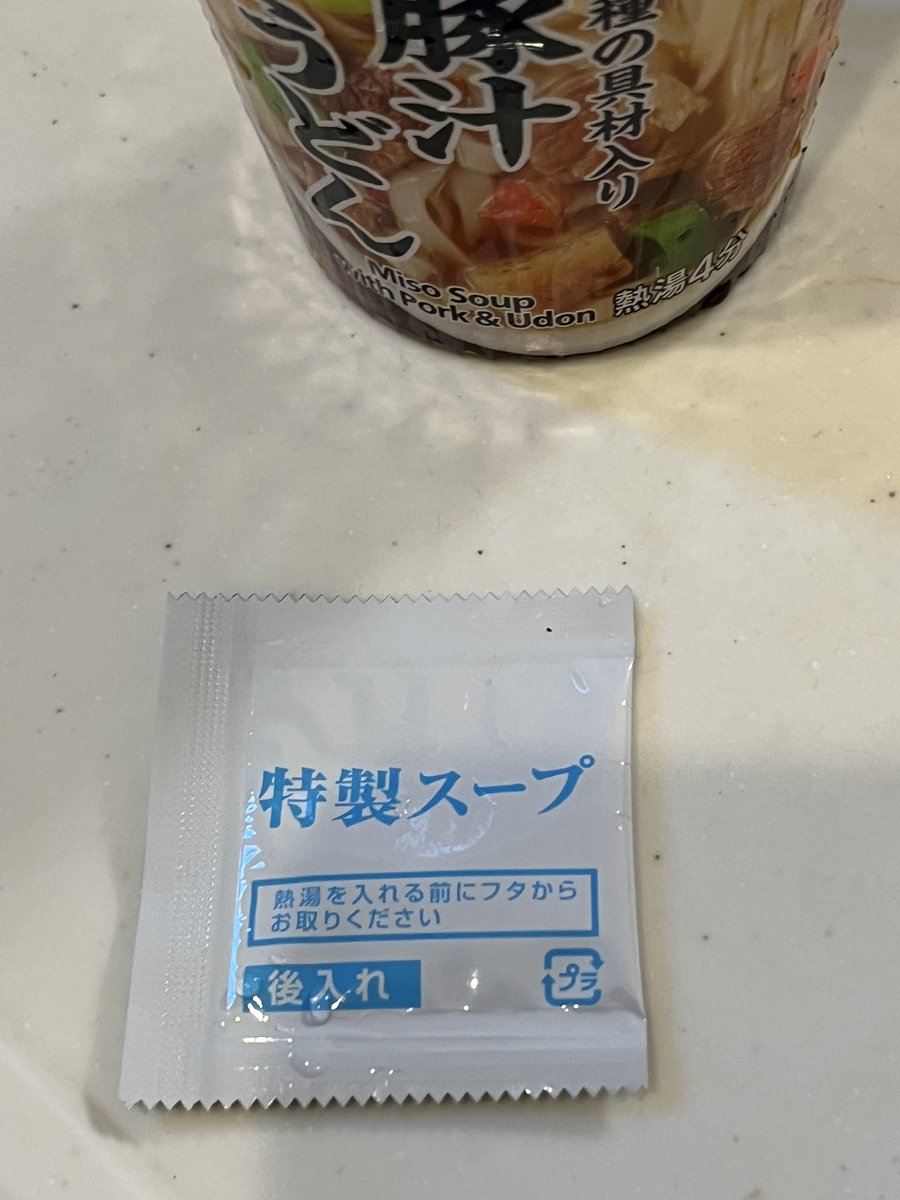 種の具材入り
豚汁
うどん
Miso Soup
with Pork & Udon
熱湯4分
特製スープ
熱湯を入れる前にフタから
お取りください
後入れ
プラ